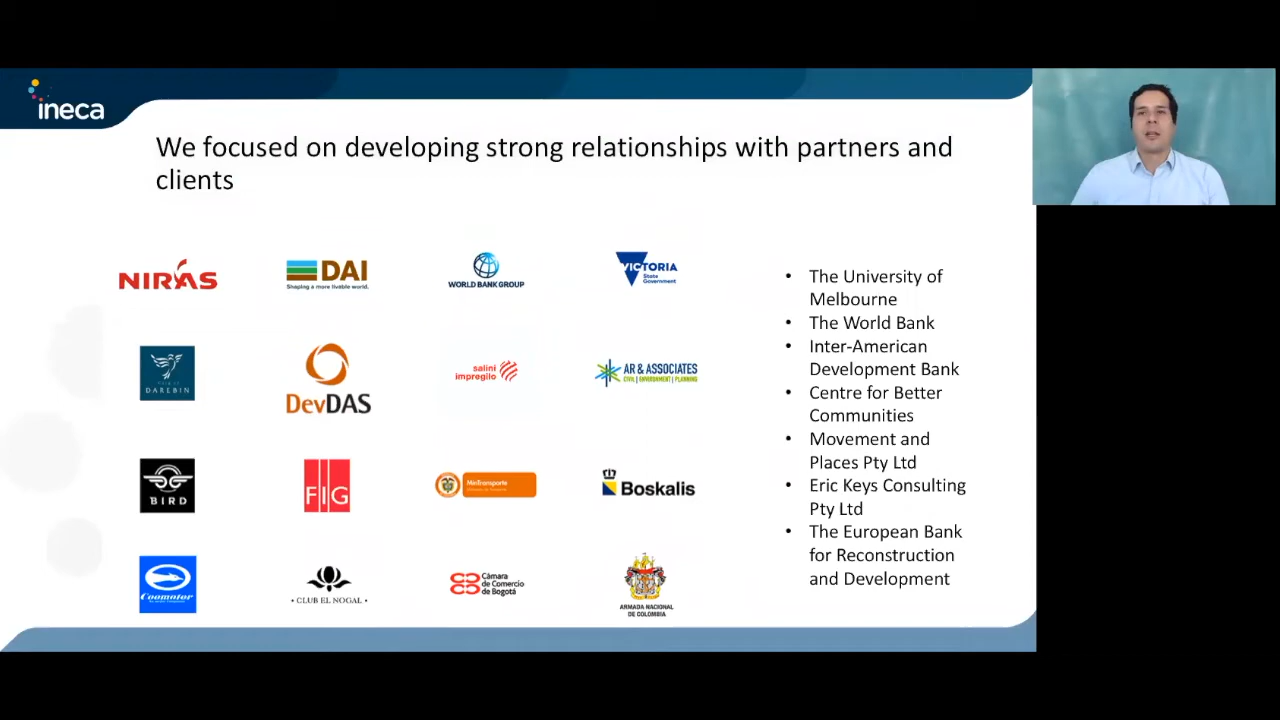 ineca
We focused on developing strong relationships with partners and
clients
NIRAS
DAI
Shaping a more livable world.
WORLD BANK GROUP
VICTORIA
State
Government
DAREBIN
DevDAS
salini
impregilo
AR & ASSOCIATES
CIVIL | ENVIRONMENT | PLANNING
BIRD
FIG
MinTransporte
Boskalis
Coomotor
• CLUB EL NOGAL •
Cámara
de Comercio
de Bogotá
ARMADA NACIONAL
DE COLOMBIA
• The University of
Melbourne
• The World Bank
• Inter-American
Development Bank
• Centre for Better
Communities
• Movement and
Places Pty Ltd
• Eric Keys Consulting
Pty Ltd
• The European Bank
for Reconstruction
and Development